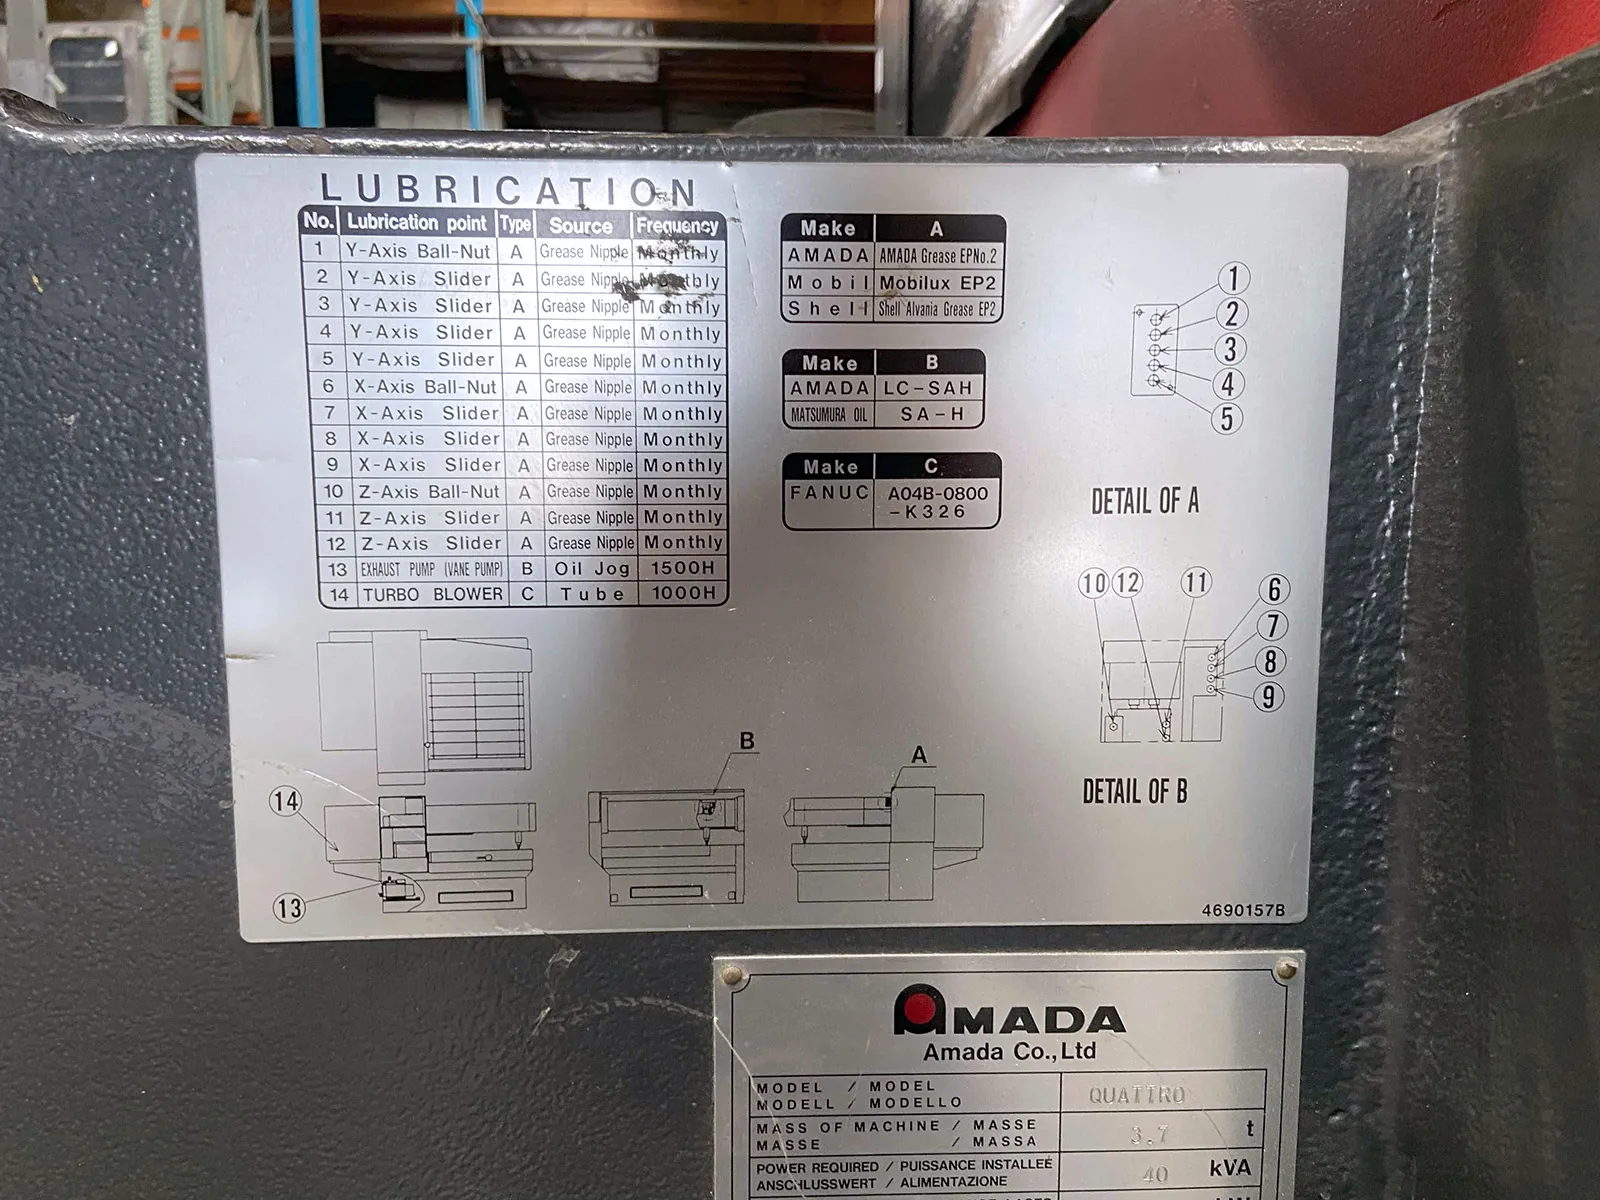 LUBRICATION
No. Lubrication point Type Source Frequency
1 Y-Axis Ball-Nut A Grease Nipple Monthly
2 Y-Axis Slider A Grease Nipple Monthly
3 Y-Axis Slider A Grease Nipple Monthly
4 Y-Axis Slider A Grease Nipple Monthly
5 Y-Axis Slider A Grease Nipple Monthly
6 X-Axis Ball-Nut A Grease Nipple Monthly
7 X-Axis Slider A Grease Nipple Monthly
8 X-Axis Slider A Grease Nipple Monthly
9 X-Axis Slider A Grease Nipple Monthly
10 Z-Axis Ball-Nut A Grease Nipple Monthly
11 Z-Axis Slider A Grease Nipple Monthly
12 Z-Axis Slider A Grease Nipple Monthly
13 EXHAUST PUMP (VANE PUMP) B Oil Jog 1500H
14 TURBO BLOWER C Tube 1000H
Make A
AMADA AMADA Grease EPNo.2
Mobil Mobilux EP2
Shell Shell Alvania Grease EP2
Make B
AMADA LC-SAH
MATSUMURA OIL SA-H
Make C
FANUC A04B-0800
-K326
1
2
3
4
5
DETAIL OF A
10 12 11 6
7
8
9
DETAIL OF B
14
13
B
A
4690157B
AMADA
Amada Co.,Ltd
MODEL / MODEL
MODELL / MODELLO
QUATTRO
MASS OF MACHINE / MASSE
MASSE / MASSA
3.7 t
POWER REQUIRED / PUISSANCE INSTALLEÉ
ANSCHLUSSWERT / ALIMENTAZIONE
40 kVA